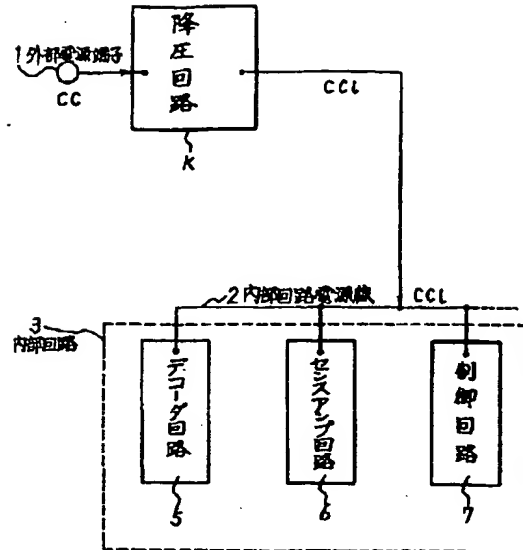 1外部電源端子
CC
降圧回路
K
CCi
2内部回路電源線
CCi
3
内部回路
デコーダ回路
センスアンプ回路
制御回路
5
6
7